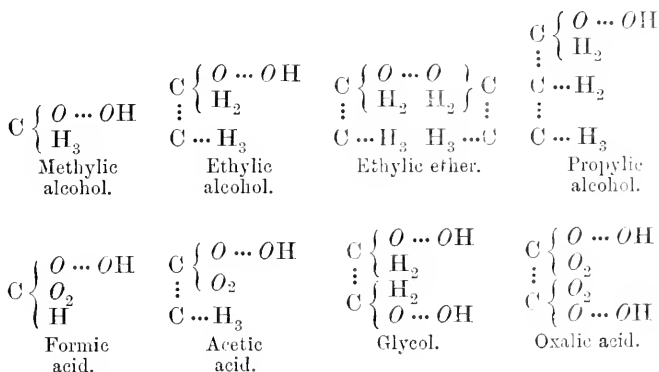 C { O ... OH
H₃
Methylic
alcohol.
C { O ... OH
H₂
⋮
C ... H₃
Ethylic
alcohol.
C { O ... O } C
H₂ H₂
⋮ ⋮
C ... H₃ H₃ ... C
Ethylic ether.
C { O ... OH
H₂
⋮
C ... H₂
⋮
C ... H₃
Propylic
alcohol.
C { O ... OH
O₂
H
Formic
acid.
C { O ... OH
O₂
⋮
C ... H₃
Acetic
acid.
C { O ... OH
H₂
⋮
C { H₂
O ... OH
Glycol.
C { O ... OH
O₂
⋮
C { O₂
O ... OH
Oxalic acid.